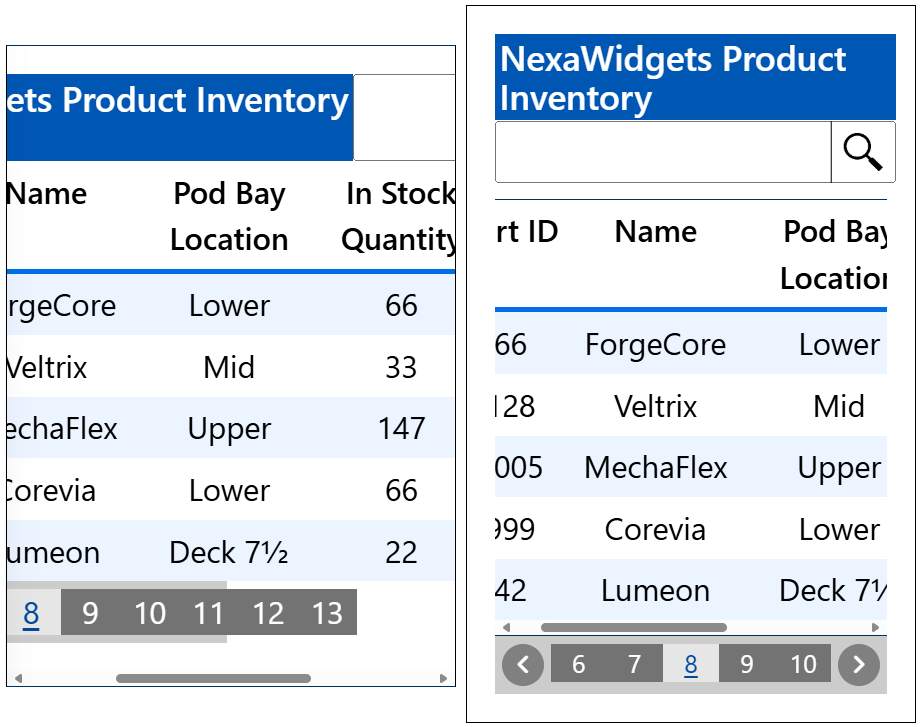 ets Product Inventory
Name Pod Bay In Stock
Location Quantity
rgeCore Lower 66
Veltrix Mid 33
echaFlex Upper 147
Corevia Lower 66
umeon Deck 7½ 22
8 9 10 11 12 13
NexaWidgets Product
Inventory
rt ID Name Pod Bay
Location
66 ForgeCore Lower
128 Veltrix Mid
005 MechaFlex Upper
999 Corevia Lower
42 Lumeon Deck 7½
6 7 8 9 10